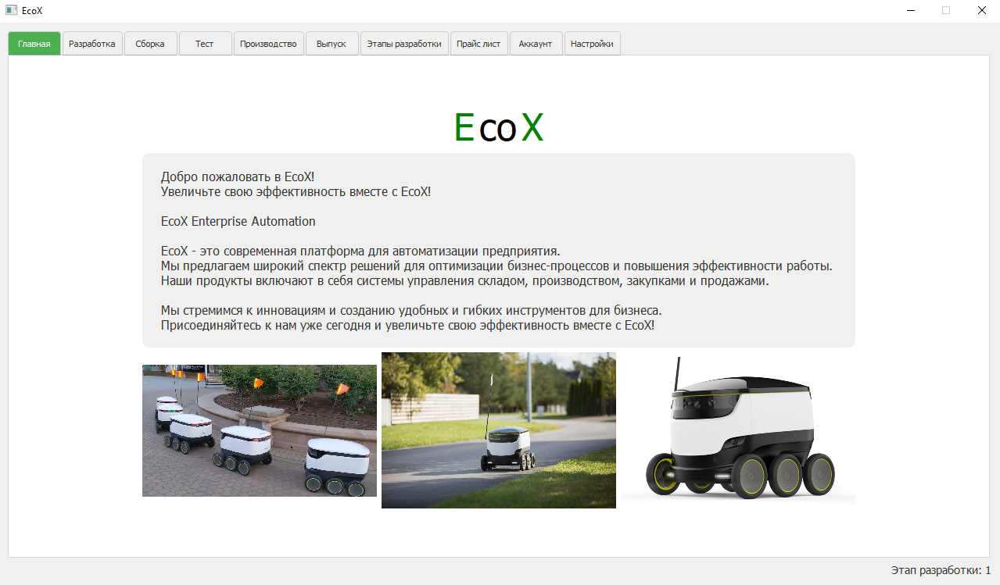 EcoX
Главная Разработка Сборка Тест Производство Выпуск Этапы разработки Прайс лист Аккаунт Настройки
EcoX
Добро пожаловать в EcoX!
Увеличьте свою эффективность вместе с EcoX!
EcoX Enterprise Automation
EcoX - это современная платформа для автоматизации предприятия.
Мы предлагаем широкий спектр решений для оптимизации бизнес-процессов и повышения эффективности работы.
Наши продукты включают в себя системы управления складом, производством, закупками и продажами.
Мы стремимся к инновациям и созданию удобных и гибких инструментов для бизнеса.
Присоединяйтесь к нам уже сегодня и увеличьте свою эффективность вместе с EcoX!
Этап разработки: 1